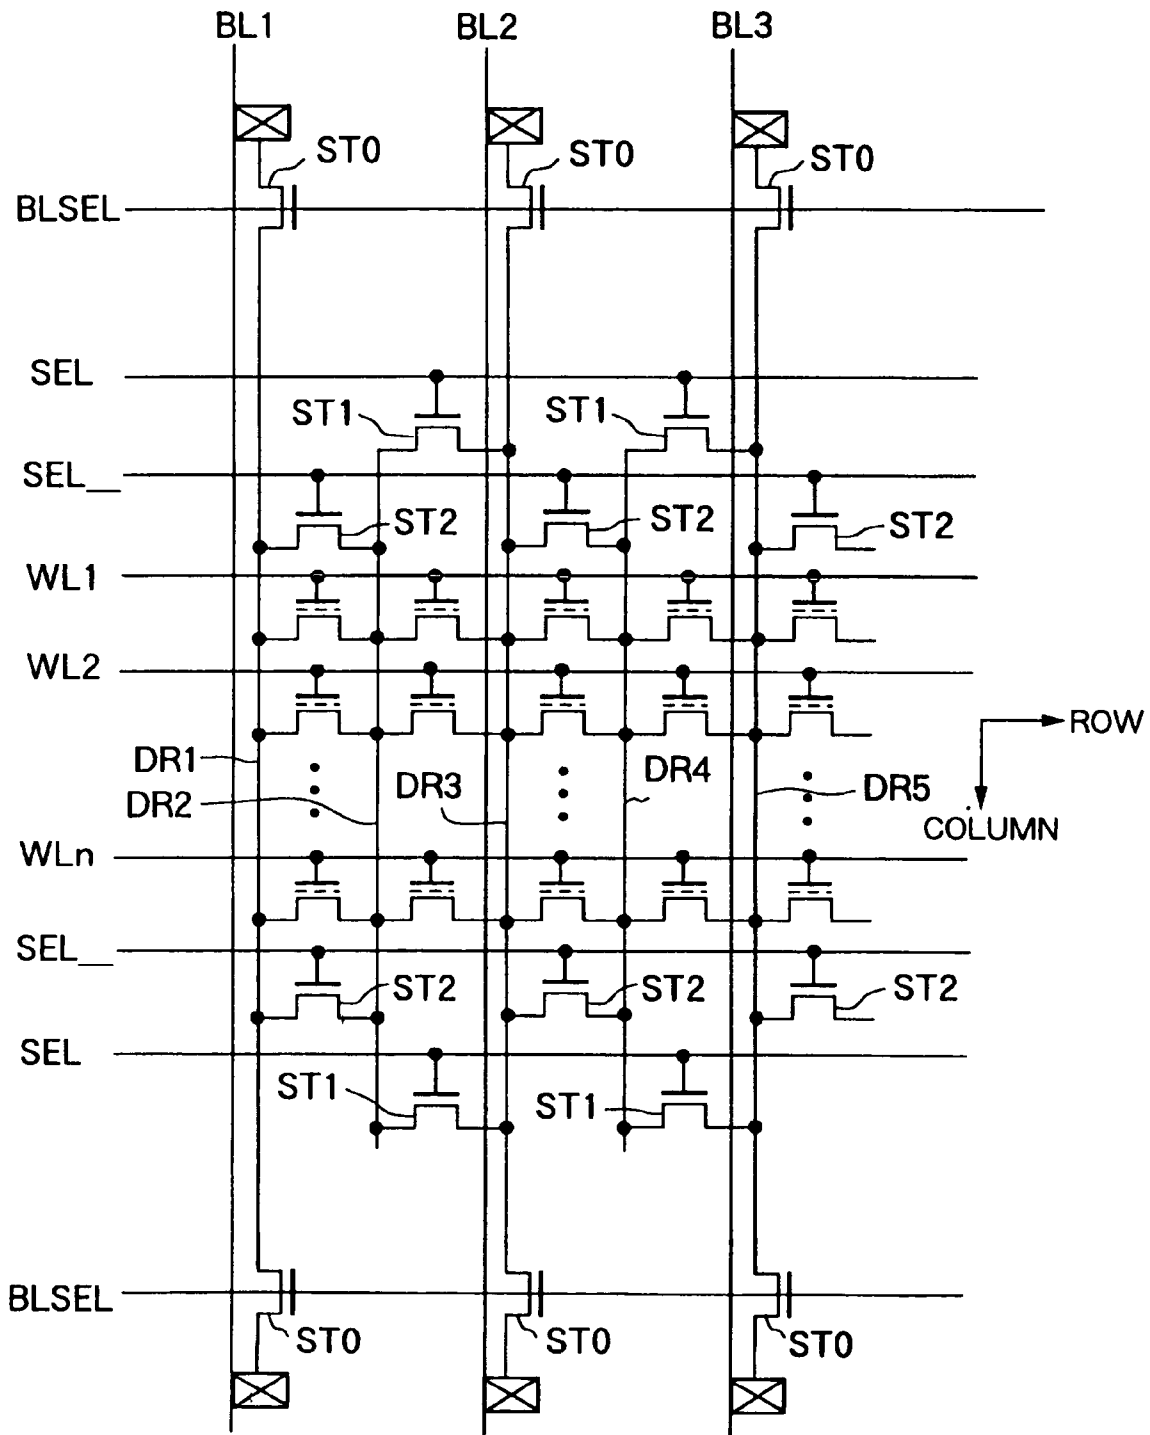 BL1 BL2 BL3
ST0 ST0 ST0
BLSEL
SEL
ST1 ST1
SEL__
ST2 ST2 ST2
WL1
WL2
ROW
DR1 DR3 DR4
DR2 DR5
COLUMN
WLn
SEL__
ST2 ST2 ST2
SEL
ST1 ST1
BLSEL
ST0 ST0 ST0